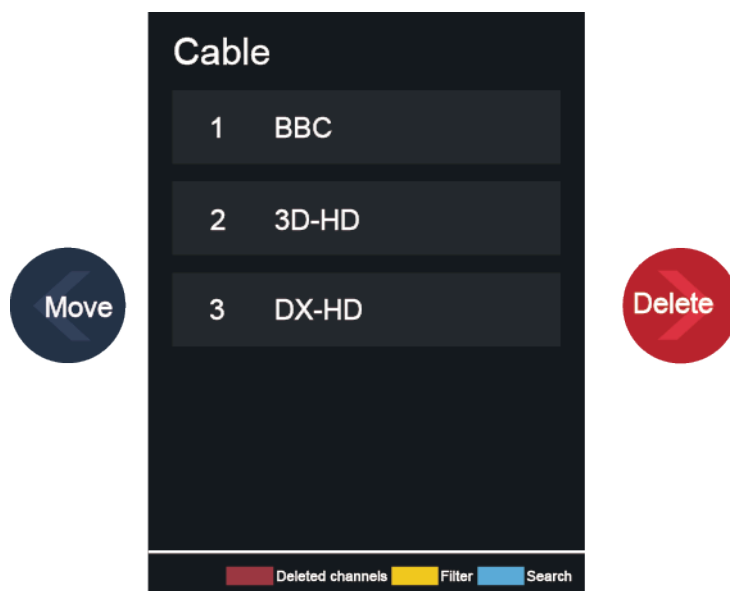 Cable
1 BBC
2 3D-HD
3 DX-HD
Move
Delete
Deleted channels Filter Search